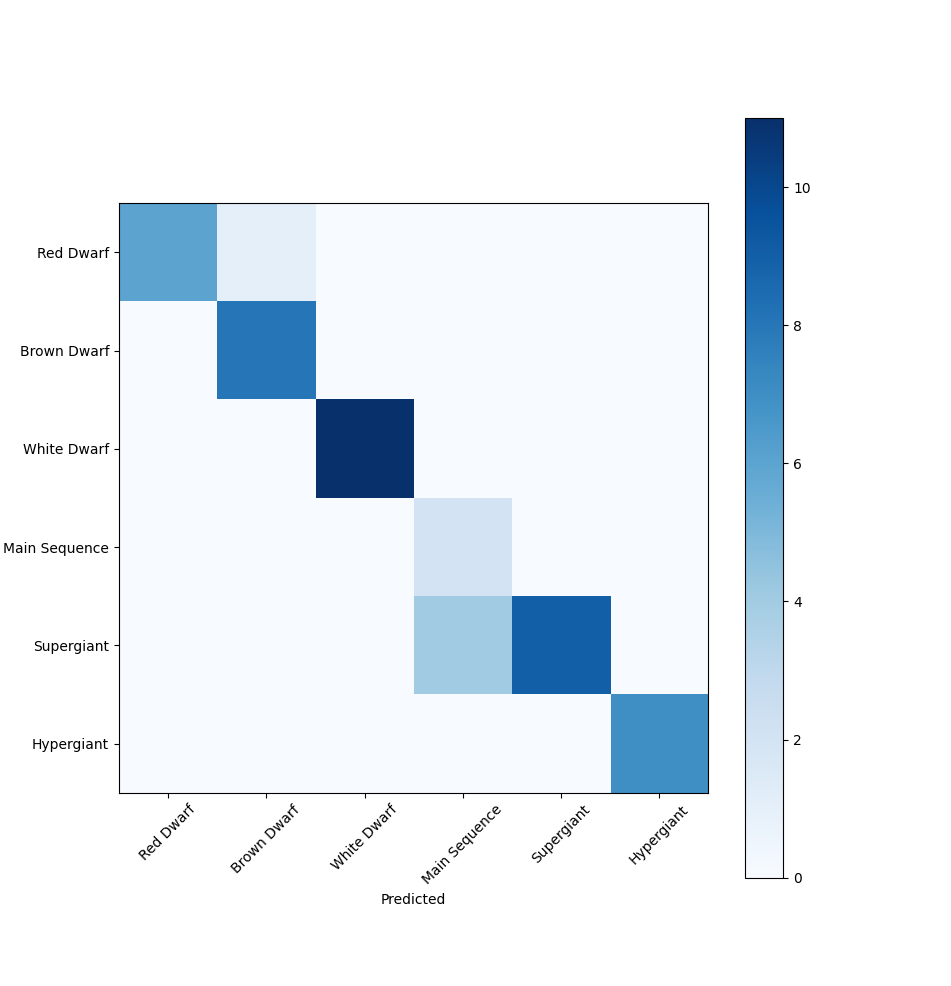 Red Dwarf
Brown Dwarf
White Dwarf
Main Sequence
Supergiant
Hypergiant
Red Dwarf
Brown Dwarf
White Dwarf
Main Sequence
Supergiant
Hypergiant
Predicted
10
8
6
4
2
0